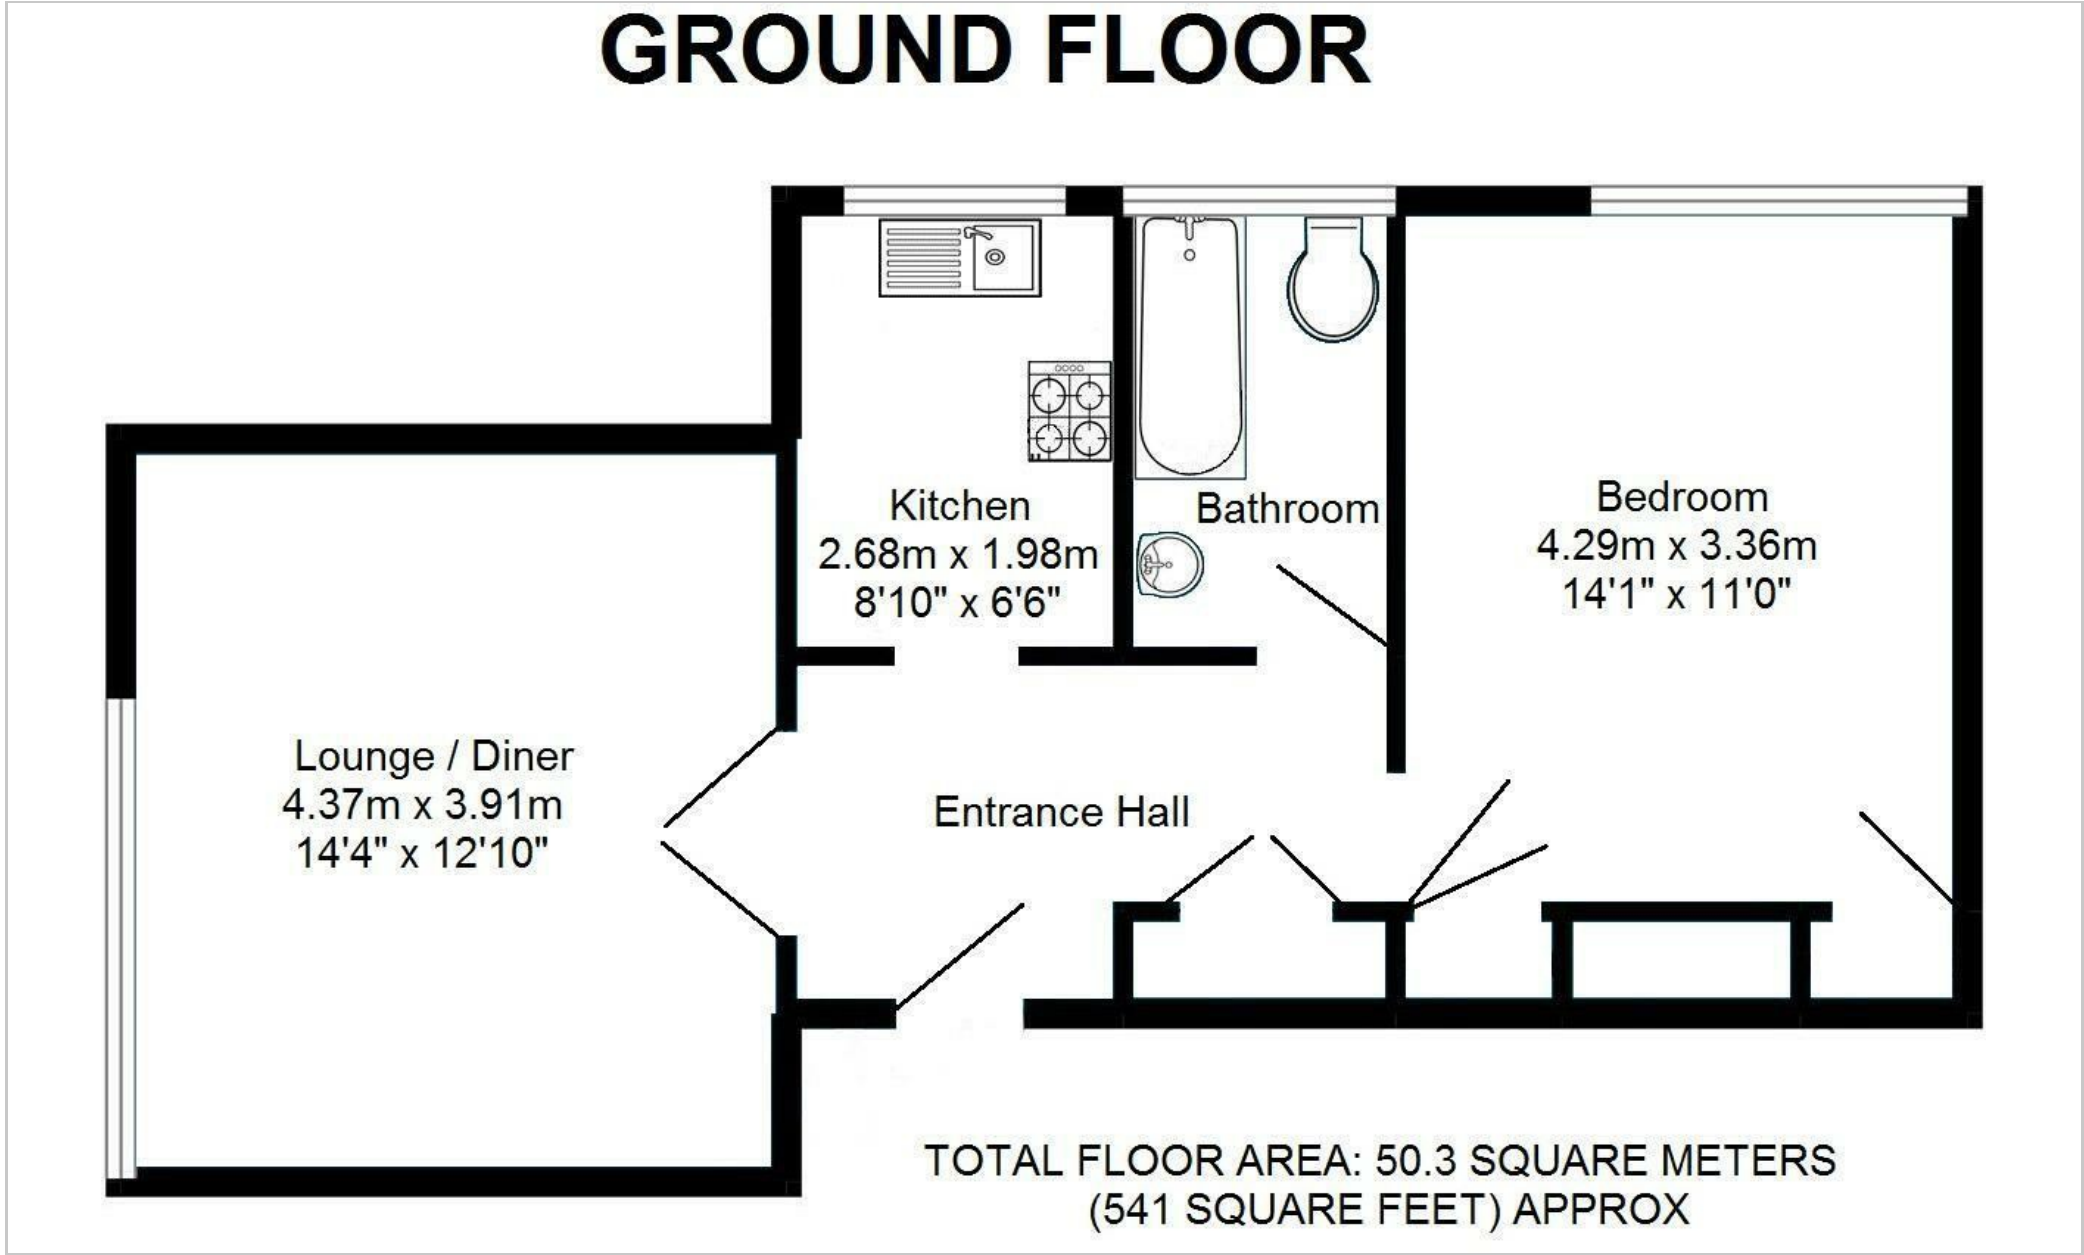 GROUND FLOOR
Kitchen
2.68m x 1.98m
8'10" x 6'6"
Bathroom
Bedroom
4.29m x 3.36m
14'1" x 11'0"
Lounge / Diner
4.37m x 3.91m
14'4" x 12'10"
Entrance Hall
TOTAL FLOOR AREA: 50.3 SQUARE METERS
(541 SQUARE FEET) APPROX